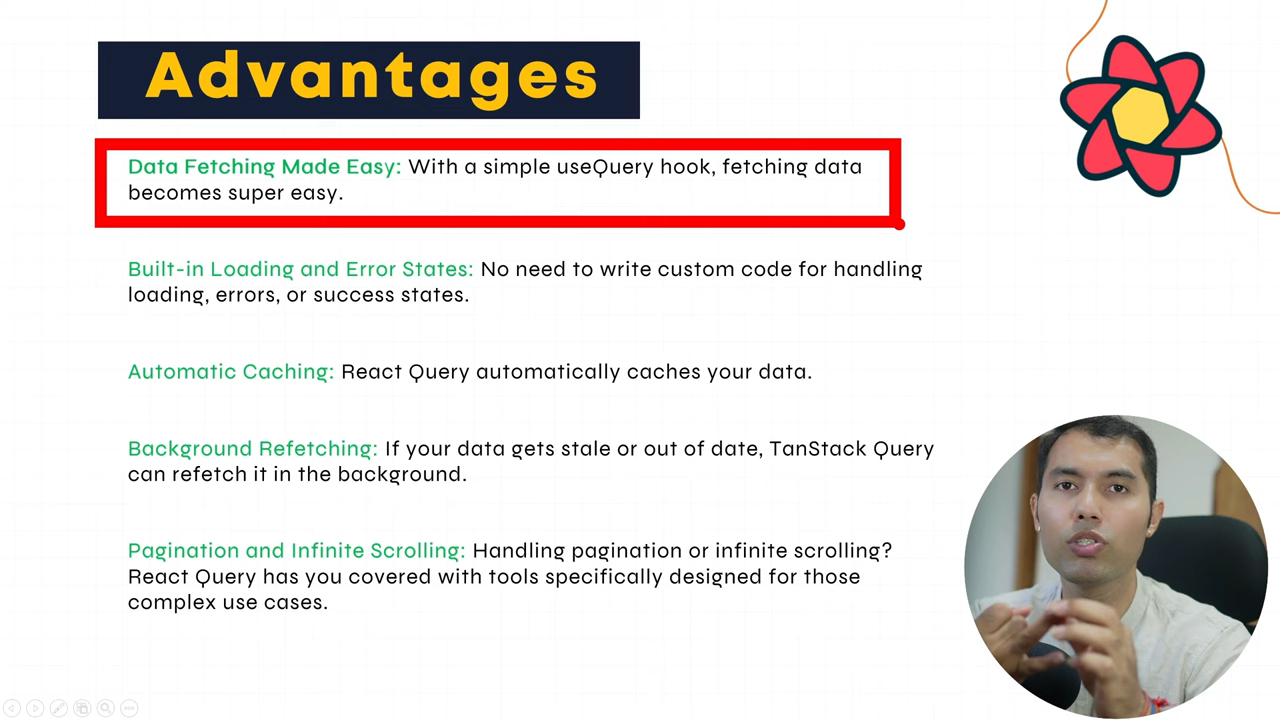 Advantages
Data Fetching Made Easy: With a simple useQuery hook, fetching data
becomes super easy.
Built-in Loading and Error States: No need to write custom code for handling
loading, errors, or success states.
Automatic Caching: React Query automatically caches your data.
Background Refetching: If your data gets stale or out of date, TanStack Query
can refetch it in the background.
Pagination and Infinite Scrolling: Handling pagination or infinite scrolling?
React Query has you covered with tools specifically designed for those
complex use cases.